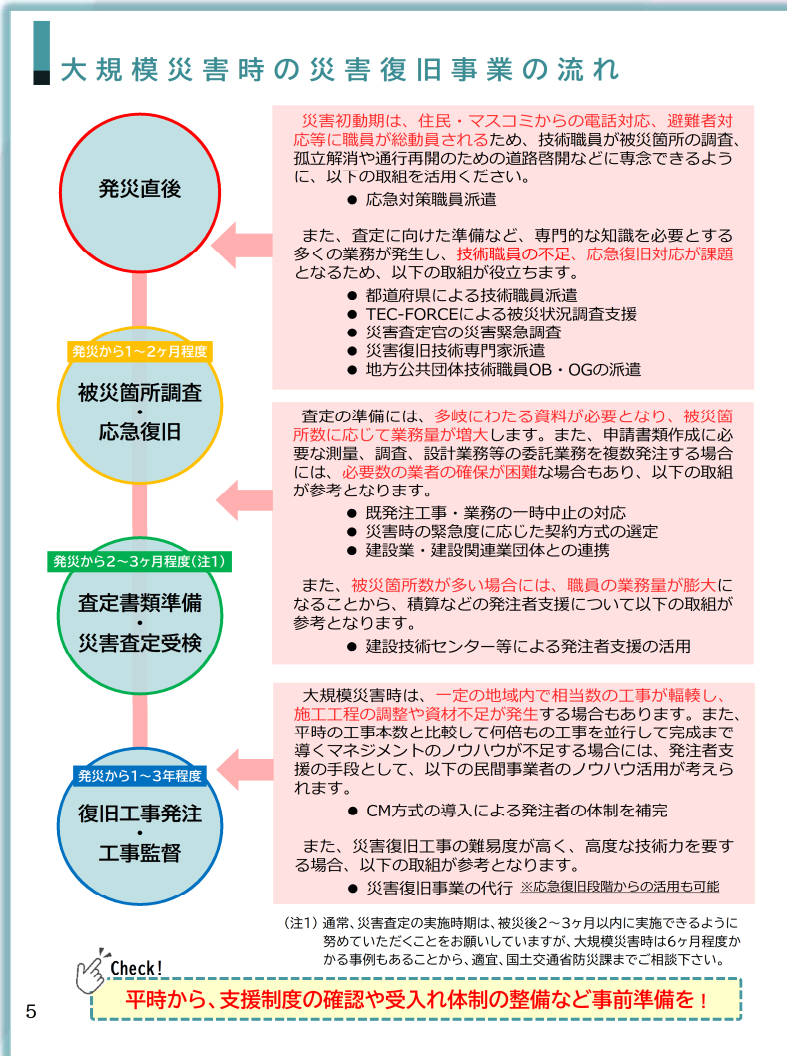 大規模災害時の災害復旧事業の流れ
発災直後
災害初動期は、住民・マスコミからの電話対応、避難者対
応等に職員が総動員されるため、技術職員が被災箇所の調査、
孤立解消や通行再開のための道路啓開などに専念できるよう
に、以下の取組を活用ください。
● 応急対策職員派遣
また、査定に向けた準備など、専門的な知識を必要とする
多くの業務が発生し、技術職員の不足、応急復旧対応が課題
となるため、以下の取組が役立ちます。
● 都道府県による技術職員派遣
● TEC-FORCEによる被災状況調査支援
● 災害査定官の災害緊急調査
● 災害復旧技術専門家派遣
● 地方公共団体技術職員OB・OGの派遣
発災から1～2ヶ月程度
被災箇所調査
・
応急復旧
査定の準備には、多岐にわたる資料が必要となり、被災箇
所数に応じて業務量が増大します。また、申請書類作成に必
要な測量、調査、設計業務等の委託業務を複数発注する場合
には、必要数の業者の確保が困難な場合もあり、以下の取組
が参考となります。
● 既発注工事・業務の一時中止の対応
● 災害時の緊急度に応じた契約方式の選定
● 建設業・建設関連業団体との連携
また、被災箇所数が多い場合には、職員の業務量が膨大に
なることから、積算などの発注者支援について以下の取組が
参考となります。
● 建設技術センター等による発注者支援の活用
発災から2～3ヶ月程度(注1)
査定書類準備
・
災害査定受検
大規模災害時は、一定の地域内で相当数の工事が輻輳し、
施工工程の調整や資材不足が発生する場合もあります。また、
平時の工事本数と比較して何倍もの工事を並行して完成まで
導くマネジメントのノウハウが不足する場合には、発注者支
援の手段として、以下の民間事業者のノウハウ活用が考えら
れます。
● CM方式の導入による発注者の体制を補完
また、災害復旧工事の難易度が高く、高度な技術力を要す
る場合、以下の取組が参考となります。
● 災害復旧事業の代行 ※応急復旧段階からの活用も可能
発災から1～3年程度
復旧工事発注
・
工事監督
(注1) 通常、災害査定の実施時期は、被災後2～3ヶ月以内に実施できるように
努めていただくことをお願いしていますが、大規模災害時は6ヶ月程度か
かる事例もあることから、適宜、国土交通省防災課までご相談下さい。
Check!
平時から、支援制度の確認や受入れ体制の整備など事前準備を！
5